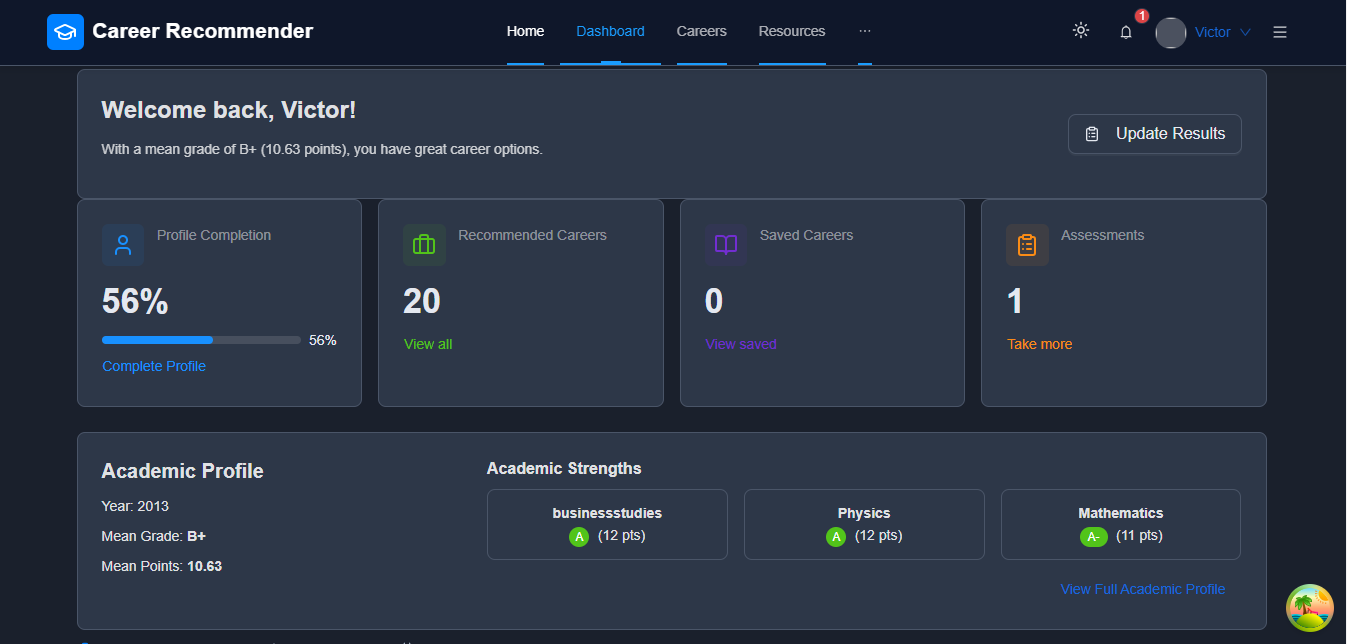 Career Recommender
Home
Dashboard
Careers
Resources
...
1
Victor
Welcome back, Victor!
With a mean grade of B+ (10.63 points), you have great career options.
Update Results
Profile Completion
56%
56%
Complete Profile
Recommended Careers
20
View all
Saved Careers
0
View saved
Assessments
1
Take more
Academic Profile
Year: 2013
Mean Grade: B+
Mean Points: 10.63
Academic Strengths
businessstudies
A (12 pts)
Physics
A (12 pts)
Mathematics
A- (11 pts)
View Full Academic Profile